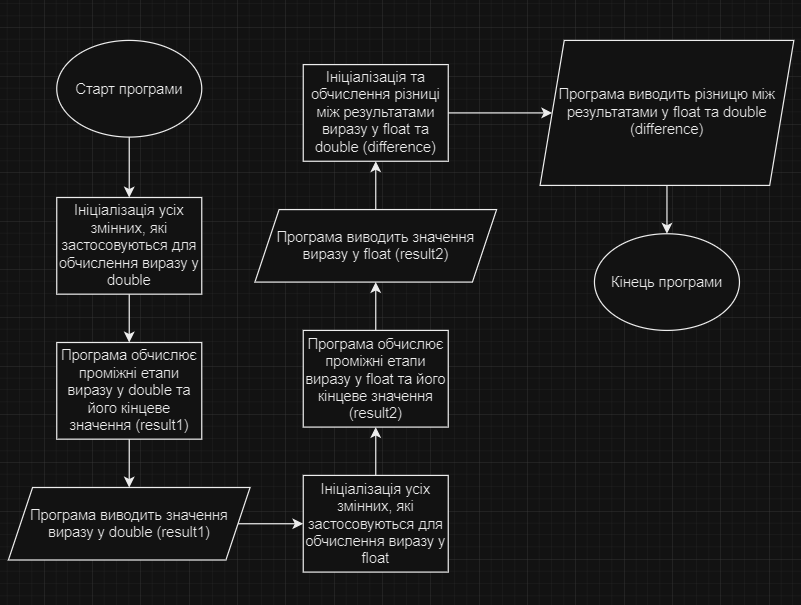 Старт програми
Ініціалізація усіх
змінних, які
застосовуються для
обчислення виразу у
double
Програма обчислює
проміжні етапи
виразу у double та
його кінцеве
значення (result1)
Програма виводить значення
виразу у double (result1)
Ініціалізація усіх
змінних, які
застосовуються для
обчислення виразу у
float
Програма обчислює
проміжні етапи
виразу у float та його
кінцеве значення
(result2)
Програма виводить значення
виразу у float (result2)
Ініціалізація та
обчислення різниці
між результатами
виразу у float та
double (difference)
Програма виводить різницю між
результатами у float та double
(difference)
Кінець програми